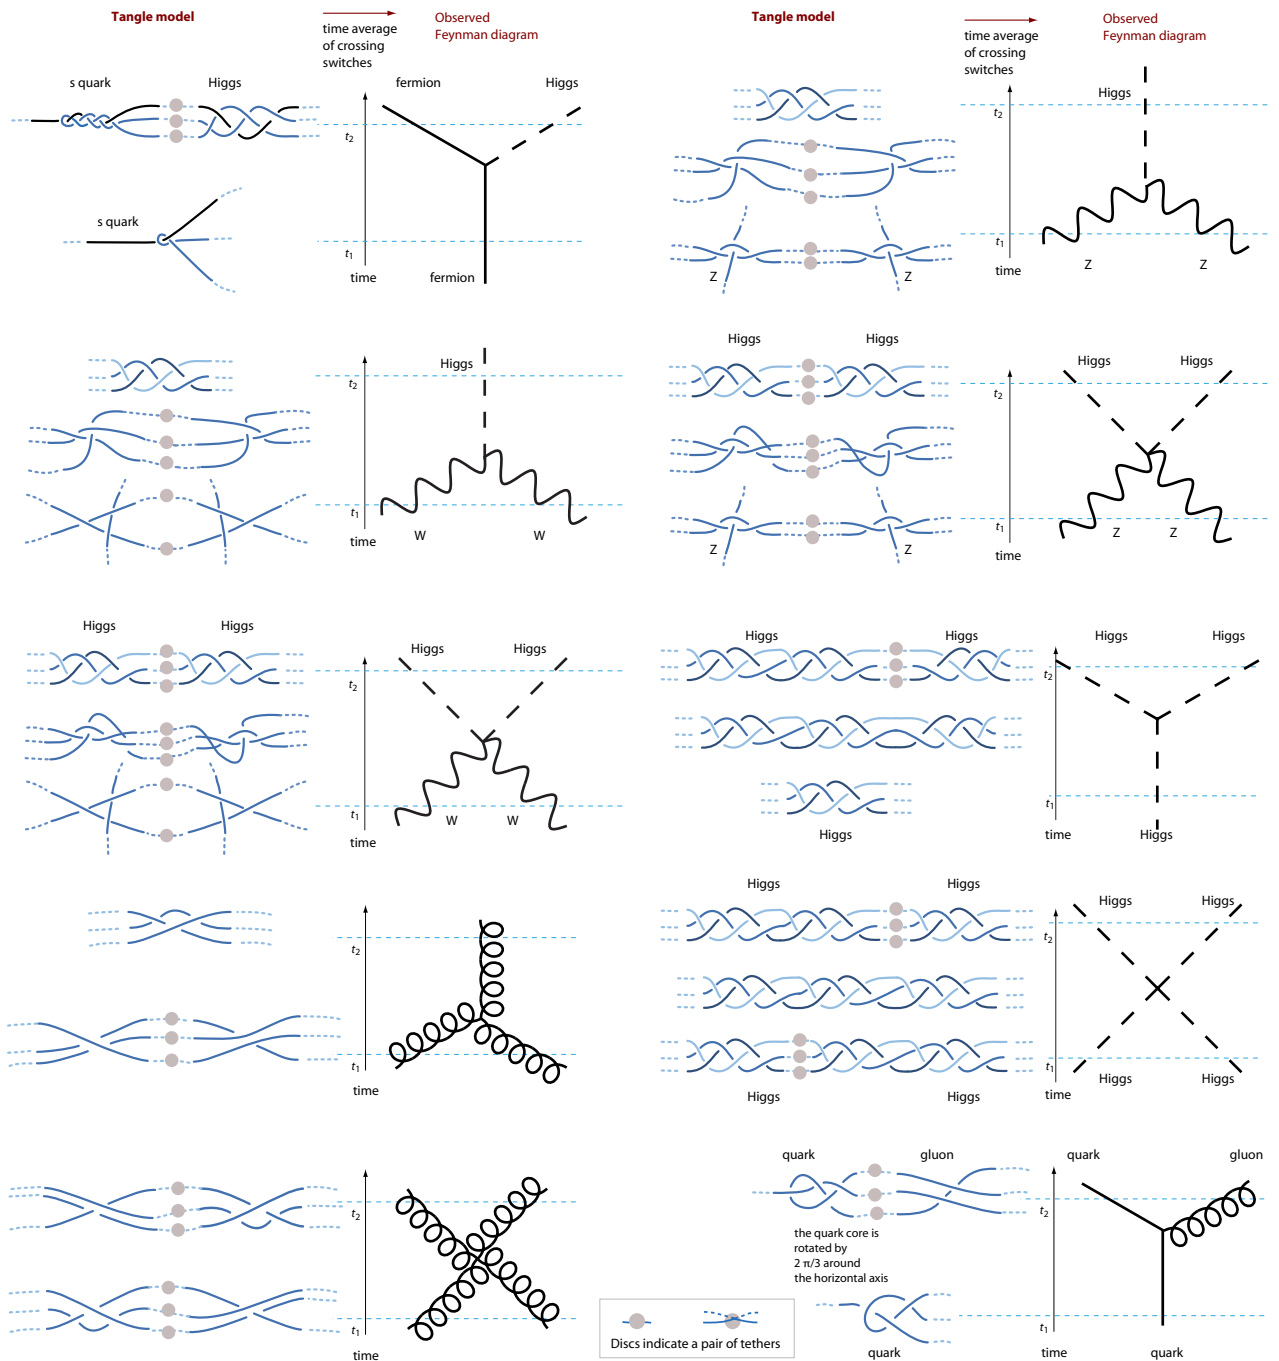 Tangle model
time average
of crossing
switches
Observed
Feynman diagram
s quark
Higgs
s quark
fermion
Higgs
t2
t1
time
fermion
Tangle model
time average
of crossing
switches
Observed
Feynman diagram
Z
Z
Higgs
t2
t1
time
Z
Z
Higgs
t2
t1
time
W
W
Higgs
Higgs
Z
Z
Higgs
Higgs
t2
t1
time
Z
Z
Higgs
Higgs
Higgs
Higgs
t2
t1
time
W
W
Higgs
Higgs
Higgs
Higgs
Higgs
t2
t1
time
Higgs
t2
t1
time
Higgs
Higgs
Higgs
Higgs
Higgs
Higgs
t2
t1
time
Higgs
Higgs
t2
t1
time
quark
gluon
the quark core is
rotated by
2 π/3 around
the horizontal axis
quark
quark
gluon
t2
t1
time
quark
Discs indicate a pair of tethers